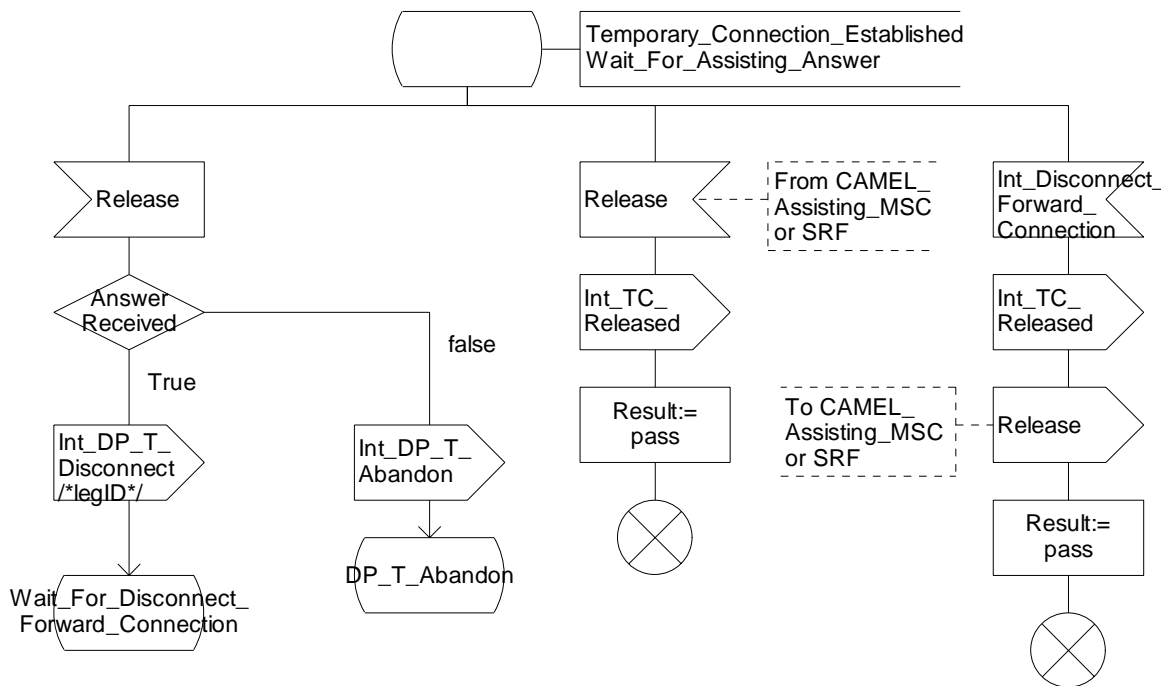 Temporary_Connection_Established
Wait_For_Assisting_Answer
Release
Release
From CAMEL_
Assisting_MSC
or SRF
Int_Disconnect_
Forward_
Connection
Answer
Received
false
True
Int_TC_
Released
Int_TC_
Released
Int_DP_T_
Disconnect
/*legID*/
Int_DP_T_
Abandon
Result:=
pass
To CAMEL_
Assisting_MSC
or SRF
Release
Wait_For_Disconnect_
Forward_Connection
DP_T_Abandon
Result:=
pass